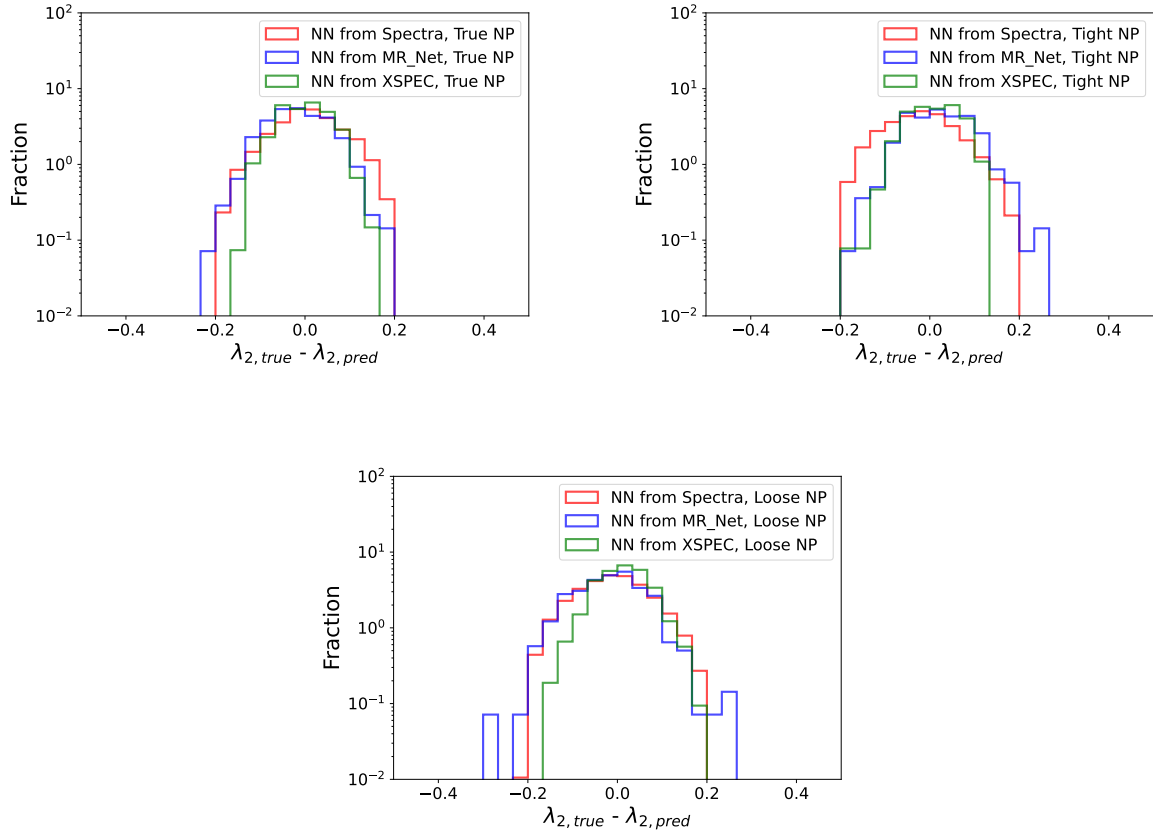 10²
10¹
10⁰
10⁻¹
10⁻²
Fraction
NN from Spectra, True NP
NN from MR_Net, True NP
NN from XSPEC, True NP
−0.4 −0.2 0.0 0.2 0.4
λ2,true - λ2,pred
10²
10¹
10⁰
10⁻¹
10⁻²
Fraction
NN from Spectra, Tight NP
NN from MR_Net, Tight NP
NN from XSPEC, Tight NP
−0.4 −0.2 0.0 0.2 0.4
λ2,true - λ2,pred
10²
10¹
10⁰
10⁻¹
10⁻²
Fraction
NN from Spectra, Loose NP
NN from MR_Net, Loose NP
NN from XSPEC, Loose NP
−0.4 −0.2 0.0 0.2 0.4
λ2,true - λ2,pred